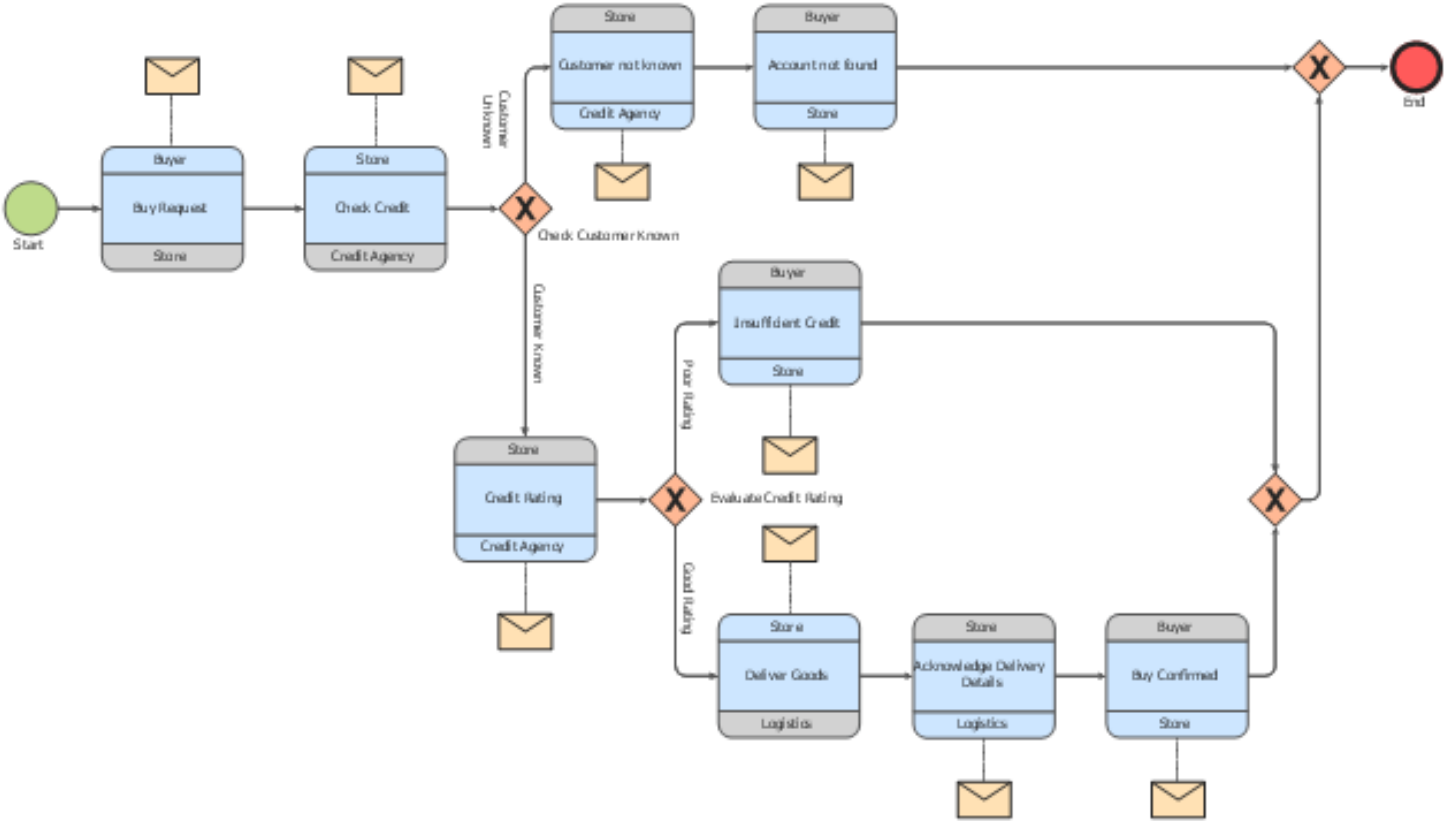 Store
Customer not known
Credit Agency
Buyer
Account not found
Store
End
Customer
Unknown
Buyer
Buy Request
Store
Store
Check Credit
Credit Agency
Start
Check Customer Known
Customer Known
Buyer
Insufficient Credit
Store
Poor Rating
Store
Credit Rating
Credit Agency
Evaluate Credit Rating
Good Rating
Store
Deliver Goods
Logistics
Store
Acknowledge Delivery
Details
Logistics
Buyer
Buy Confirmed
Store